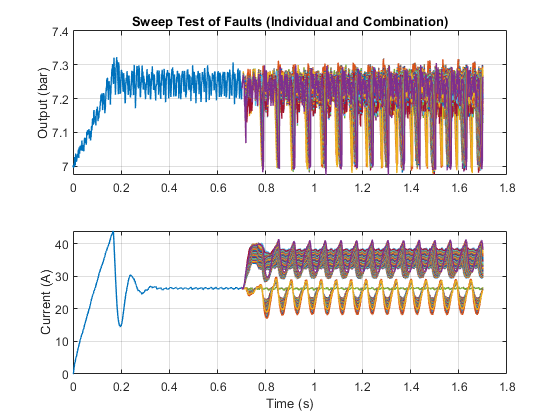 Sweep Test of Faults (Individual and Combination)
7.4
7.3
7.2
7.1
7
Output (bar)
0 0.2 0.4 0.6 0.8 1 1.2 1.4 1.6 1.8
40
30
20
10
0
Current (A)
0 0.2 0.4 0.6 0.8 1 1.2 1.4 1.6 1.8
Time (s)